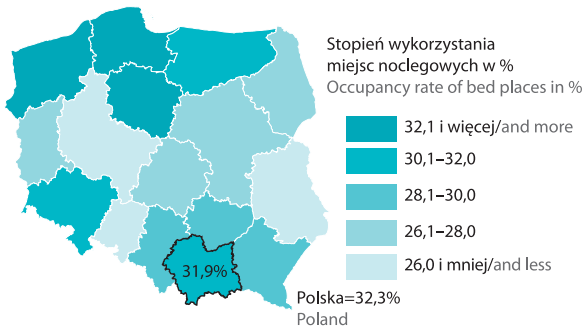 Stopień wykorzystania
miejsc noclegowych w %
Occupancy rate of bed places in %
32,1 i więcej/and more
30,1–32,0
28,1–30,0
26,1–28,0
26,0 i mniej/and less
31,9%
Polska=32,3%
Poland